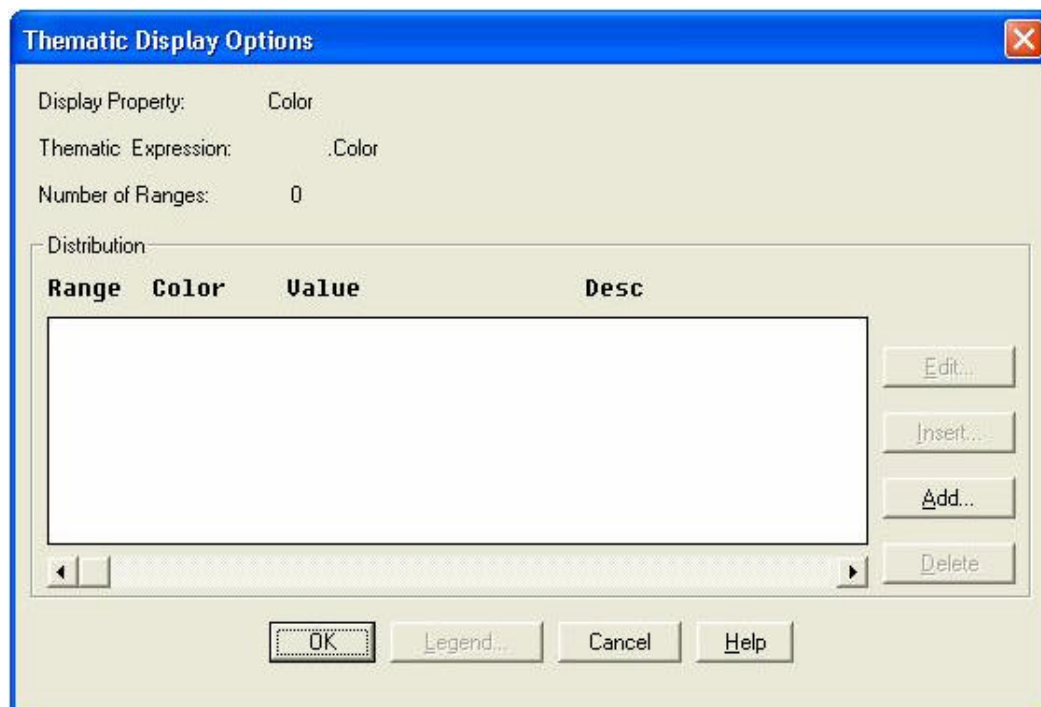 Thematic Display Options
Display Property: Color
Thematic Expression: .Color
Number of Ranges: 0
Distribution
Range Color Value Desc
Edit...
Insert...
Add...
Delete
OK Legend... Cancel Help